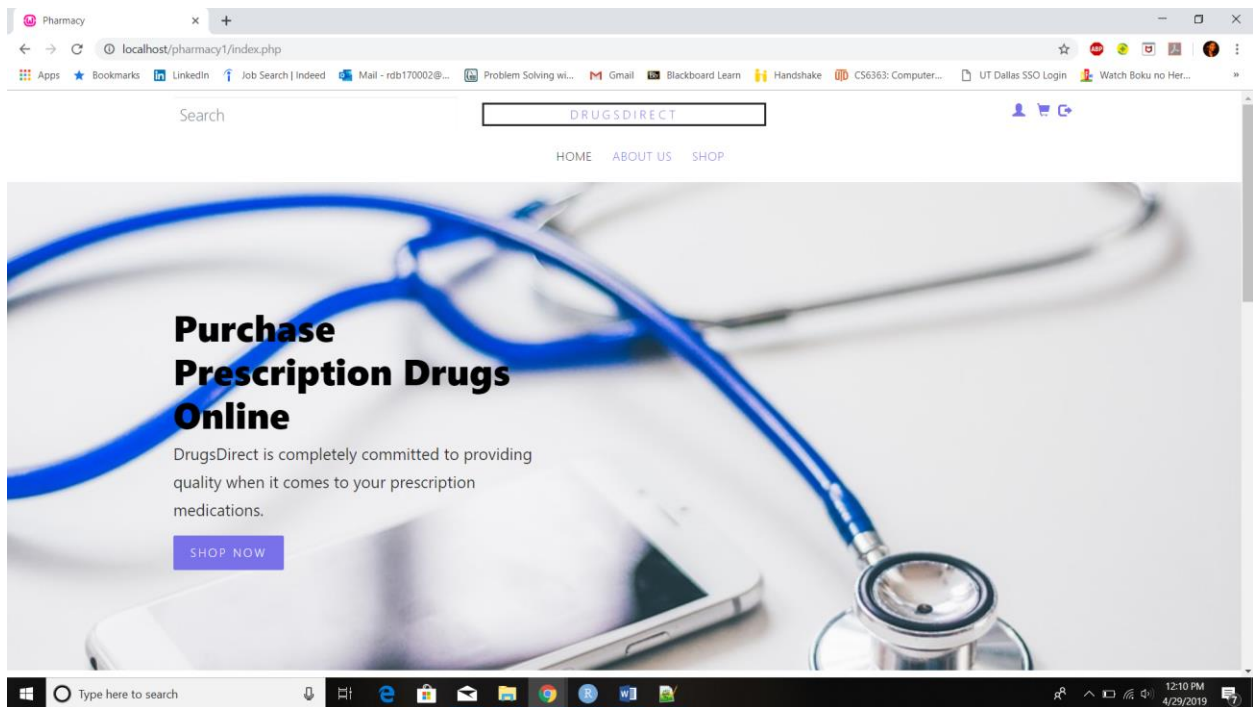 Pharmacy
localhost/pharmacy1/index.php
Apps Bookmarks LinkedIn Job Search | Indeed Mail - rdb170002@... Problem Solving wi... Gmail Blackboard Learn Handshake CS6363: Computer... UT Dallas SSO Login Watch Boku no Her... »
Search
DRUGSDIRECT
HOME ABOUT US SHOP
Purchase
Prescription Drugs
Online
DrugsDirect is completely committed to providing
quality when it comes to your prescription
medications.
SHOP NOW
Type here to search
12:10 PM
4/29/2019